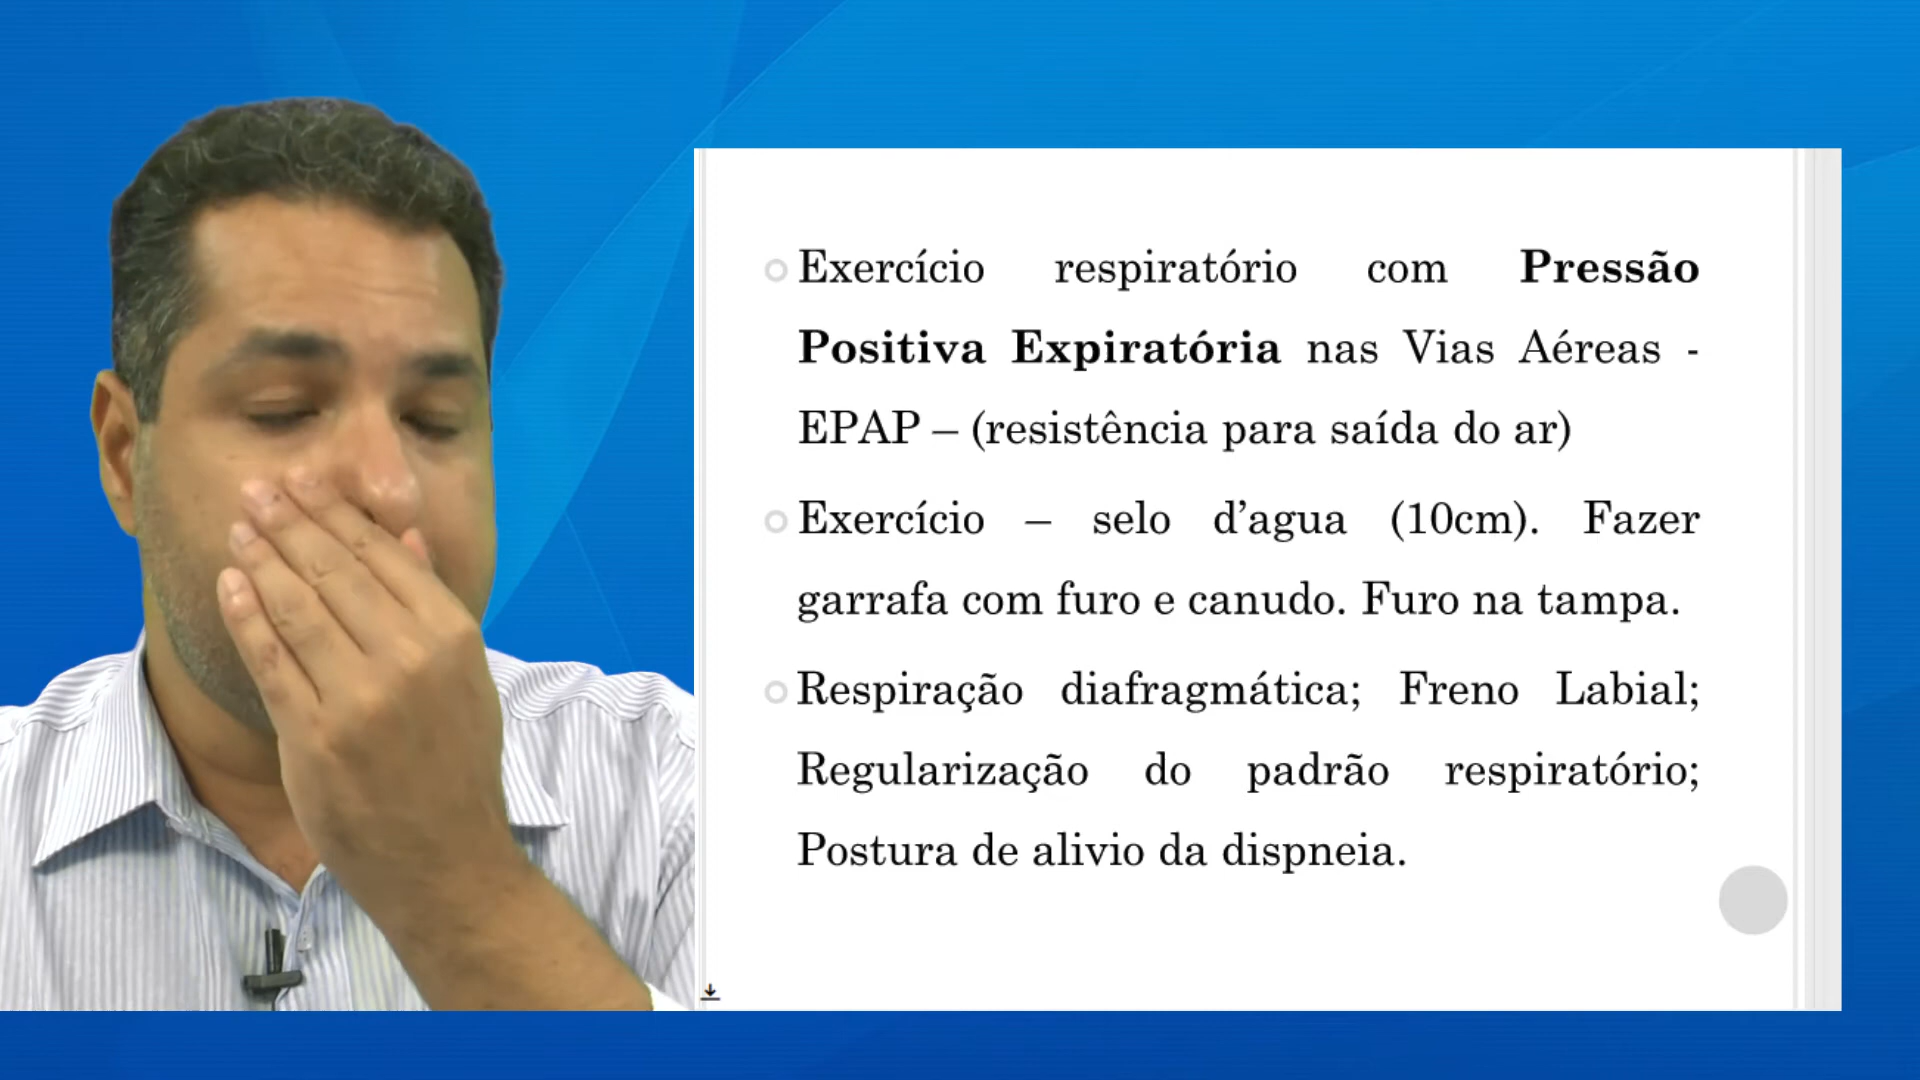 Exercício respiratório com Pressão
Positiva Expiratória nas Vias Aéreas -
EPAP – (resistência para saída do ar)
Exercício – selo d’agua (10cm). Fazer
garrafa com furo e canudo. Furo na tampa.
Respiração diafragmática; Freno Labial;
Regularização do padrão respiratório;
Postura de alivio da dispneia.